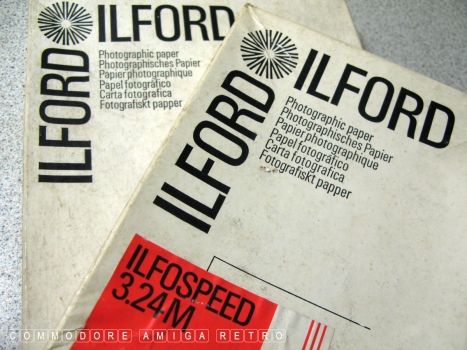 ILFORD
ILFORD
Photographic paper
Photographisches Papier
Papier photographique
Papel fotográfico
Carta fotografica
Fotografiskt papper
ILFORD
ILFORD
Photographic paper
Photographisches Papier
Papier photographique
Papel fotográfico
Carta fotografica
Fotografiskt papper
ILFOSPEED
3.24M
COMMODORE AMIGA RETRO